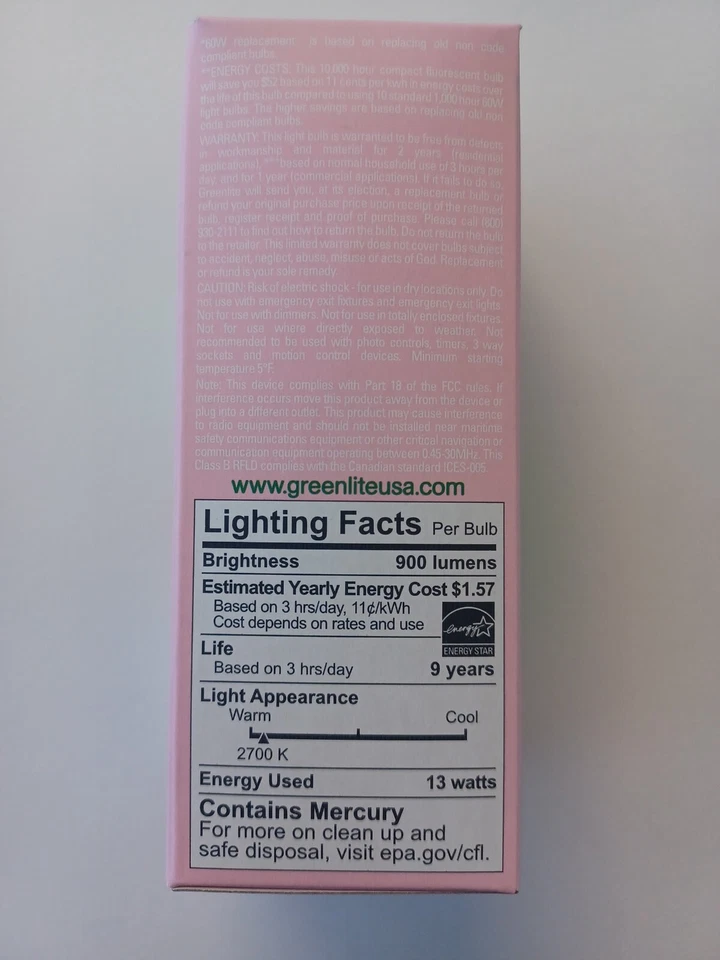 *60W replacement, is based on replacing old non code
compliant bulbs.
**ENERGY COSTS: This 10,000 hour compact fluorescent bulb
will save you $52 based on 11 cents per kwh in energy costs over
the life of this bulb compared to using 10 standard 1,000 hour 60W
light bulbs. The higher savings are based on replacing old non
code compliant bulbs.
WARRANTY: This light bulb is warranted to be free from defects
in workmanship and material for 2 years (residential
applications), ***based on normal household use of 3 hours per
day, and for 1 year (commercial applications). If it fails to do so,
Greenlite will send you, at its election, a replacement bulb or
refund your original purchase price upon receipt of the returned
bulb, register receipt and proof of purchase. Please call (800)
930-2111 to find out how to return the bulb. Do not return the bulb
to the retailer. This limited warranty does not cover bulbs subject
to accident, neglect, abuse, misuse or acts of God. Replacement
or refund is your sole remedy.
CAUTION: Risk of electric shock - for use in dry locations only. Do
not use with emergency exit fixtures and emergency exit lights.
Not for use with dimmers. Not for use in totally enclosed fixtures.
Not for use where directly exposed to weather. Not
recommended to be used with photo controls, timers, 3 way
sockets and motion control devices. Minimum starting
temperature 5°F.
Note: This device complies with Part 18 of the FCC rules. If
interference occurs move this product away from the device or
plug into a different outlet. This product may cause interference
to radio equipment and should not be installed near maritime
safety communications equipment or other critical navigation or
communication equipment operating between 0.45-30MHz. This
Class B RFLD complies with the Canadian standard ICES-005.
www.greenliteusa.com
Lighting Facts Per Bulb
Brightness 900 lumens
Estimated Yearly Energy Cost $1.57
Based on 3 hrs/day, 11¢/kWh
Cost depends on rates and use
energy
ENERGY STAR
Life
Based on 3 hrs/day 9 years
Light Appearance
Warm Cool
2700 K
Energy Used 13 watts
Contains Mercury
For more on clean up and
safe disposal, visit epa.gov/cfl.